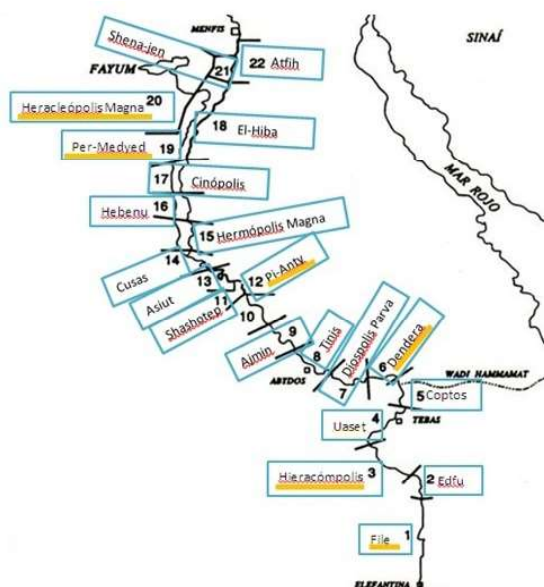 MENFIS
SINAÍ
Shena-jen
21
22 Atfih
FAYUM
Heracleópolis Magna 20
18 El-Hiba
Per-Medyed 19
17 Cinópolis
MAR ROJO
Hebenu 16
15 Hermópolis Magna
14
Cusas
13
Asiut
12 Pi-Anty
11
Shashotep
10
9
Ajmin
8 Tinis
Diospolis Parva
7
6 Dendera
ABYDOS
WADI HAMMAMAT
5 Coptos
4
TEBAS
Uaset
Hieracómpolis 3
2 Edfu
File 1
ELEFANTINA